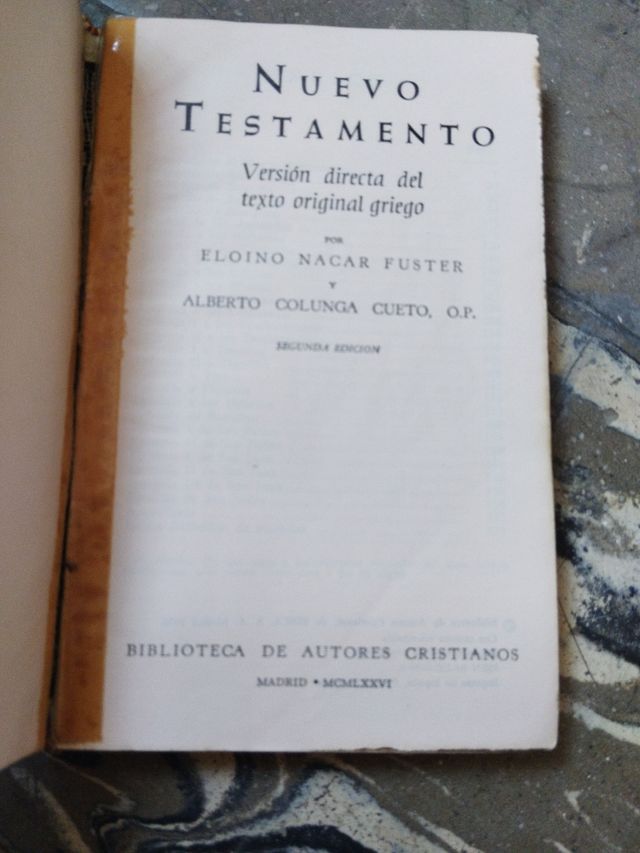 NUEVO
TESTAMENTO
Versión directa del
texto original griego
POR
ELOINO NACAR FUSTER
Y
ALBERTO COLUNGA CUETO, O.P.
SEGUNDA EDICION
BIBLIOTECA DE AUTORES CRISTIANOS
MADRID • MCMLXXVI